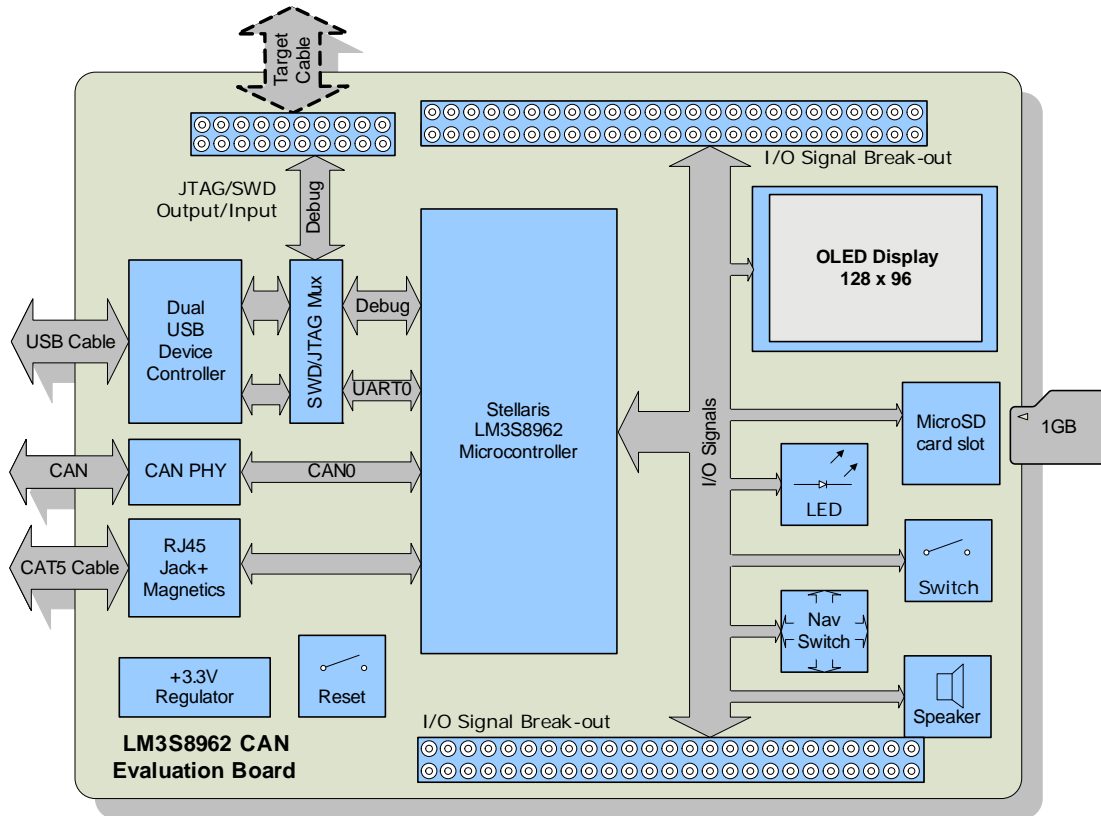 Target
Cable
I/O Signal Break-out
JTAG/SWD
Output/Input
Debug
OLED Display
128 x 96
Dual
USB
Device
Controller
SWD/JTAG Mux
Debug
USB Cable
UART0
Stellaris
LM3S8962
Microcontroller
I/O Signals
MicroSD
card slot
1GB
CAN
CAN PHY
CAN0
LED
CAT5 Cable
RJ45
Jack+
Magnetics
Switch
Nav
Switch
+3.3V
Regulator
Reset
Speaker
I/O Signal Break-out
LM3S8962 CAN
Evaluation Board